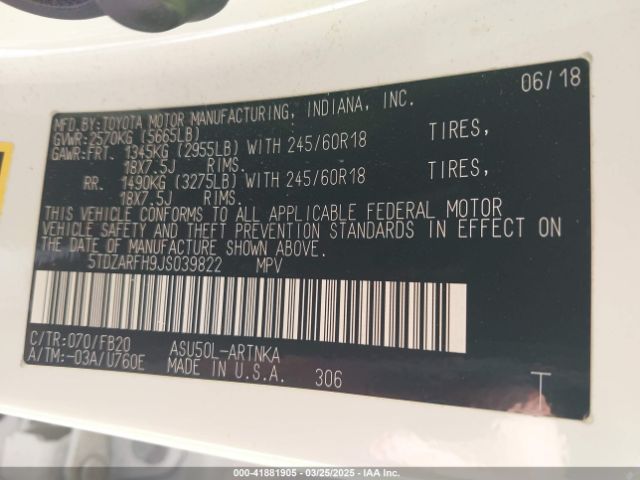 06/18
MFD.BY:TOYOTA MOTOR MANUFACTURING, INDIANA, INC.
GVWR:2570KG (5665LB)
GAWR:FRT. 1345KG (2955LB) WITH 245/60R18 TIRES,
18X7.5J RIMS.
RR. 1490KG (3275LB) WITH 245/60R18 TIRES,
18X7.5J RIMS.
THIS VEHICLE CONFORMS TO ALL APPLICABLE FEDERAL MOTOR
VEHICLE SAFETY AND THEFT PREVENTION STANDARDS IN EFFECT ON
THE DATE OF MANUFACTURE SHOWN ABOVE.
5TDZARFH9JS039822 MPV
C/TR:070/FB20 ASU50L-ARTNKA
A/TM:-03A/U760E MADE IN U.S.A. 306 T
000-41881905 - 03/25/2025 - IAA Inc.